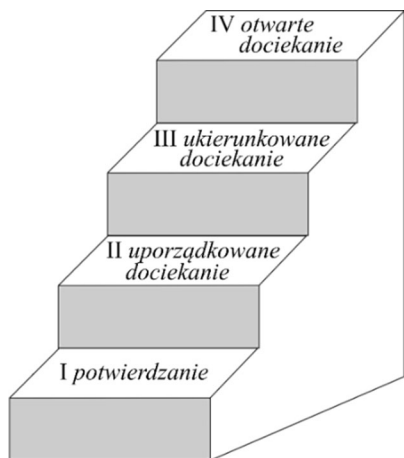 IV otwarte
dociekanie
III ukierunkowane
dociekanie
II uporządkowane
dociekanie
I potwierdzanie